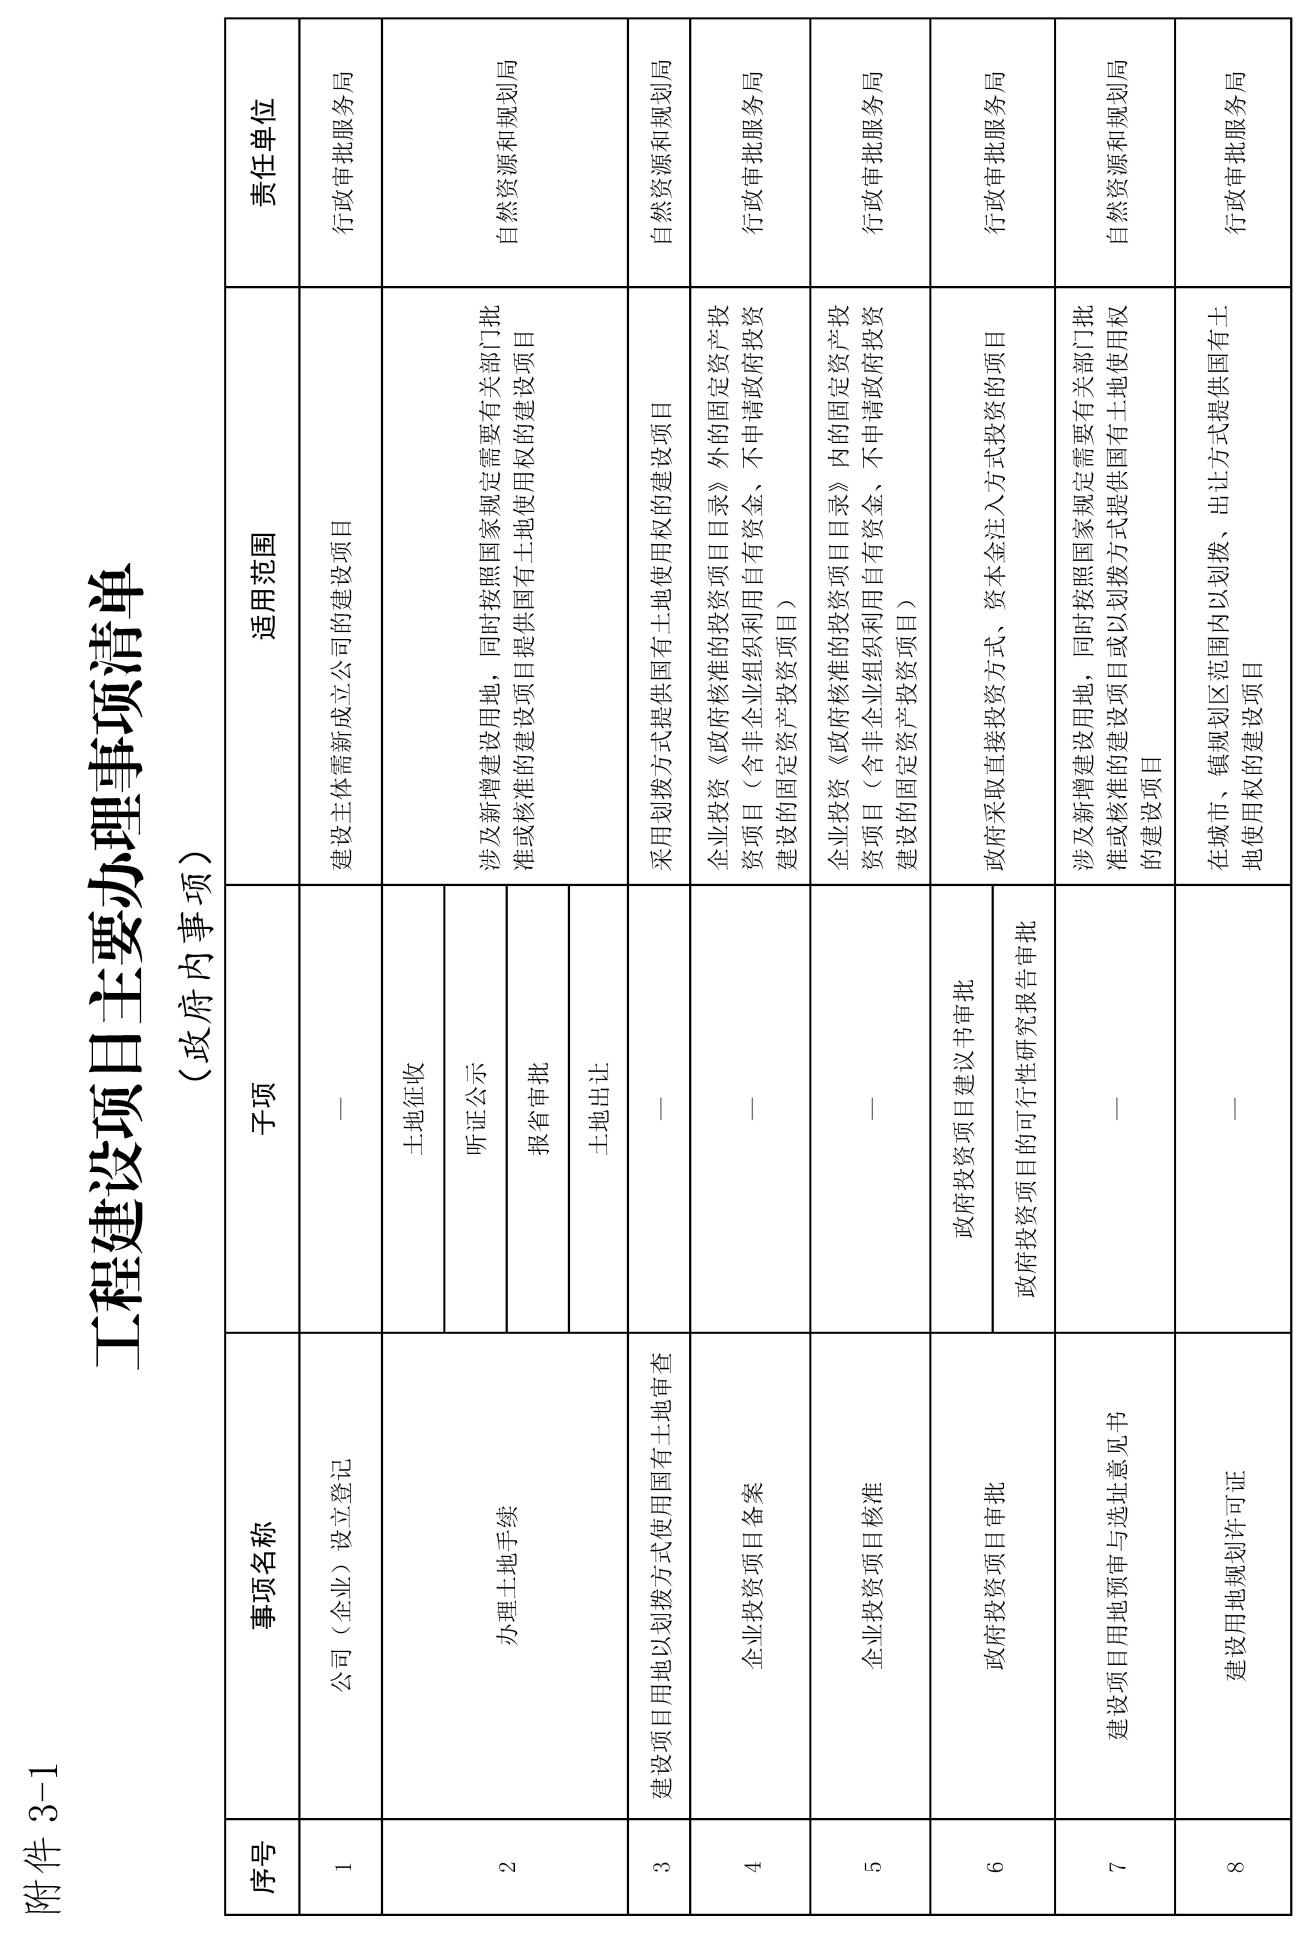 附件 3-1
工程建设项目主要办理事项清单
（政府内事项）
序号 事项名称 子项 适用范围 责任单位
1 公司（企业）设立登记 — 建设主体需新成立公司的建设项目 行政审批服务局
2 办理土地手续
土地征收
听证公示
报省审批
土地出让
涉及新增建设用地，同时按照国家规定需要有关部门批
准或核准的建设项目提供国有土地使用权的建设项目
自然资源和规划局
3 建设项目用地以划拨方式使用国有土地审查 — 采用划拨方式提供国有土地使用权的建设项目 自然资源和规划局
4 企业投资项目备案 —
企业投资《政府核准的投资项目目录》外的固定资产投
资项目（含非企业组织利用自有资金、不申请政府投资
建设的固定资产投资项目）
行政审批服务局
5 企业投资项目核准 —
企业投资《政府核准的投资项目目录》内的固定资产投
资项目（含非企业组织利用自有资金、不申请政府投资
建设的固定资产投资项目）
行政审批服务局
6 政府投资项目审批
政府投资项目建议书审批
政府投资项目的可行性研究报告审批
政府采取直接投资方式、资本金注入方式投资的项目
行政审批服务局
7 建设项目用地预审与选址意见书 —
涉及新增建设用地，同时按照国家规定需要有关部门批
准或核准的建设项目或以划拨方式提供国有土地使用权
的建设项目
自然资源和规划局
8 建设用地规划许可证 —
在城市、镇规划区范围内以划拨、出让方式提供国有土
地使用权的建设项目
行政审批服务局